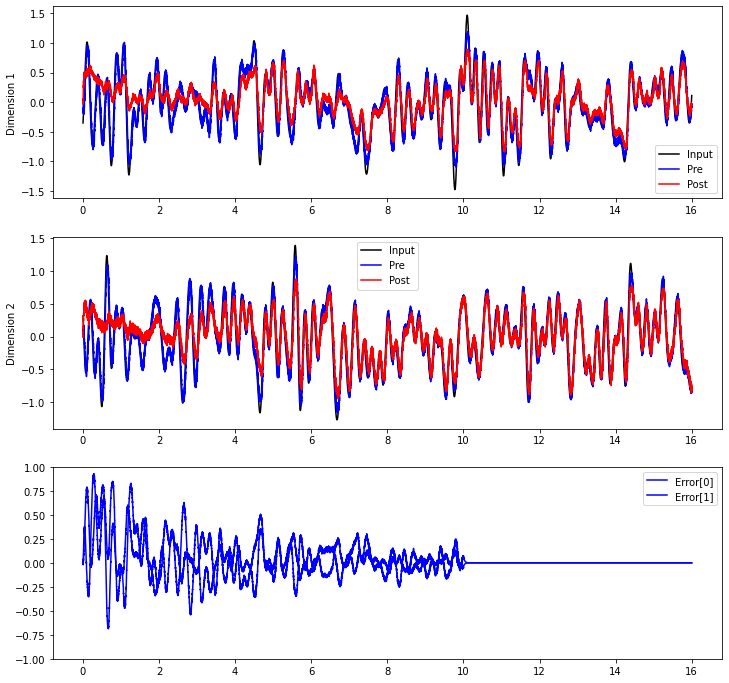 1.5
1.0
0.5
0.0
-0.5
-1.0
-1.5
Dimension 1
Input
Pre
Post
0 2 4 6 8 10 12 14 16
1.5
1.0
0.5
0.0
-0.5
-1.0
Dimension 2
Input
Pre
Post
0 2 4 6 8 10 12 14 16
1.00
0.75
0.50
0.25
0.00
-0.25
-0.50
-0.75
-1.00
Error[0]
Error[1]
0 2 4 6 8 10 12 14 16